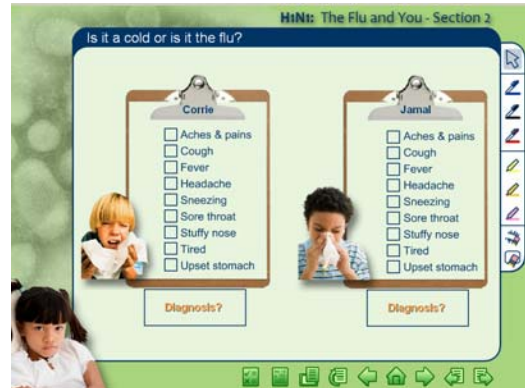 H1N1: The Flu and You - Section 2
Is it a cold or is it the flu?
Corrie
Aches & pains
Cough
Fever
Headache
Sneezing
Sore throat
Stuffy nose
Tired
Upset stomach
Diagnosis?
Jamal
Aches & pains
Cough
Fever
Headache
Sneezing
Sore throat
Stuffy nose
Tired
Upset stomach
Diagnosis?